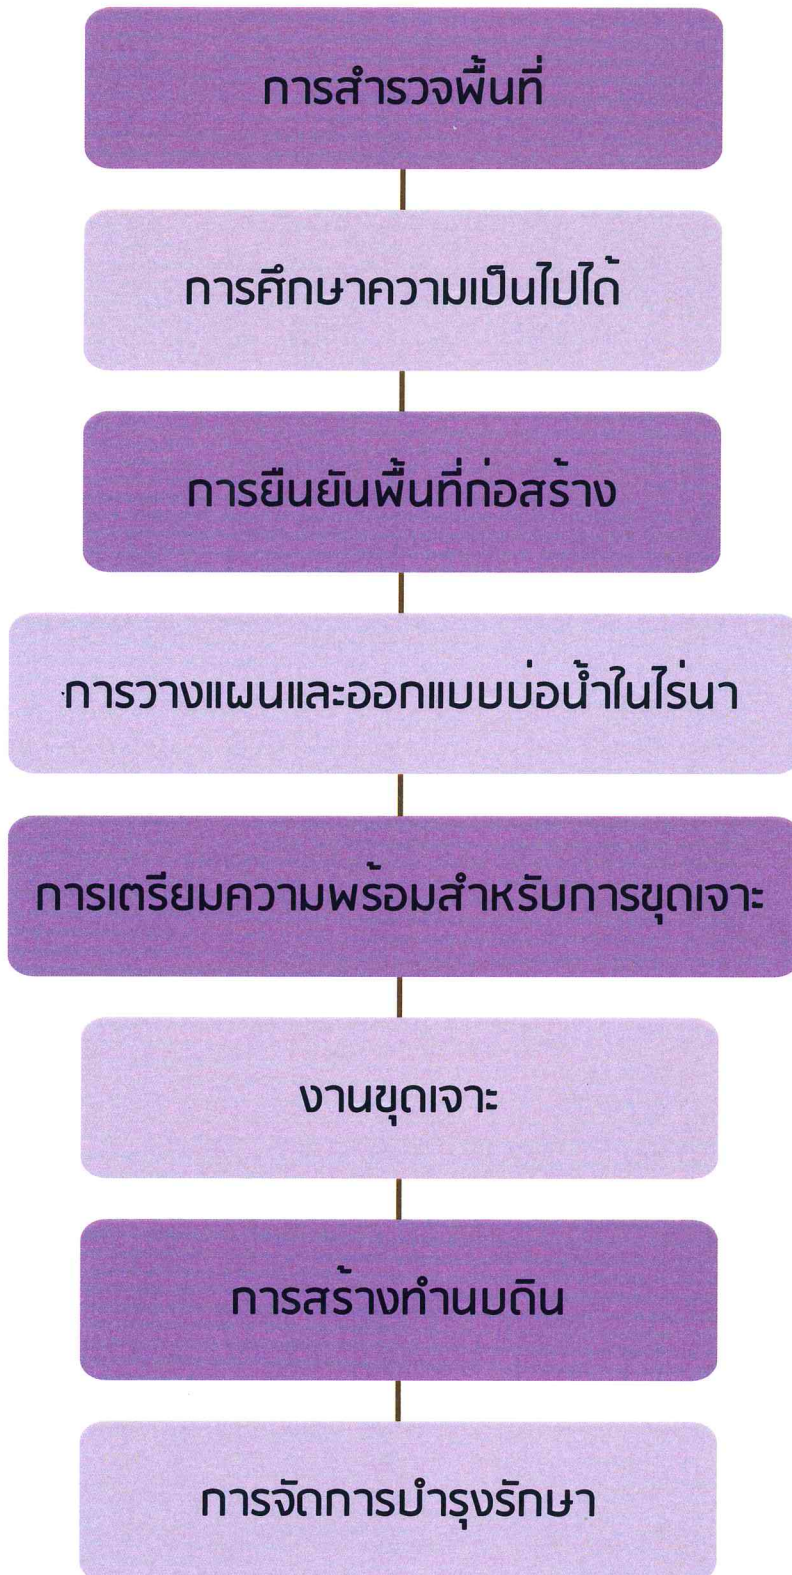 การสำรวจพื้นที่
การศึกษาความเป็นไปได้
การยืนยันพื้นที่ก่อสร้าง
การวางแผนและออกแบบบ่อน้ำในไร่นา
การเตรียมความพร้อมสำหรับการขุดเจาะ
งานขุดเจาะ
การสร้างทำนบดิน
การจัดการบำรุงรักษา